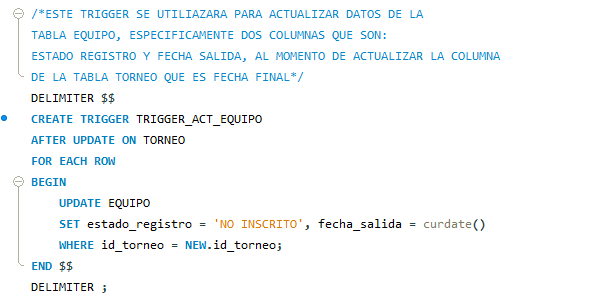 /*ESTE TRIGGER SE UTILIAZARA PARA ACTUALIZAR DATOS DE LA
TABLA EQUIPO, ESPECIFICAMENTE DOS COLUMNAS QUE SON:
ESTADO REGISTRO Y FECHA SALIDA, AL MOMENTO DE ACTUALIZAR LA COLUMNA
DE LA TABLA TORNEO QUE ES FECHA FINAL*/
DELIMITER $$
CREATE TRIGGER TRIGGER_ACT_EQUIPO
AFTER UPDATE ON TORNEO
FOR EACH ROW
BEGIN
UPDATE EQUIPO
SET estado_registro = 'NO INSCRITO', fecha_salida = curdate()
WHERE id_torneo = NEW.id_torneo;
END $$
DELIMITER ;